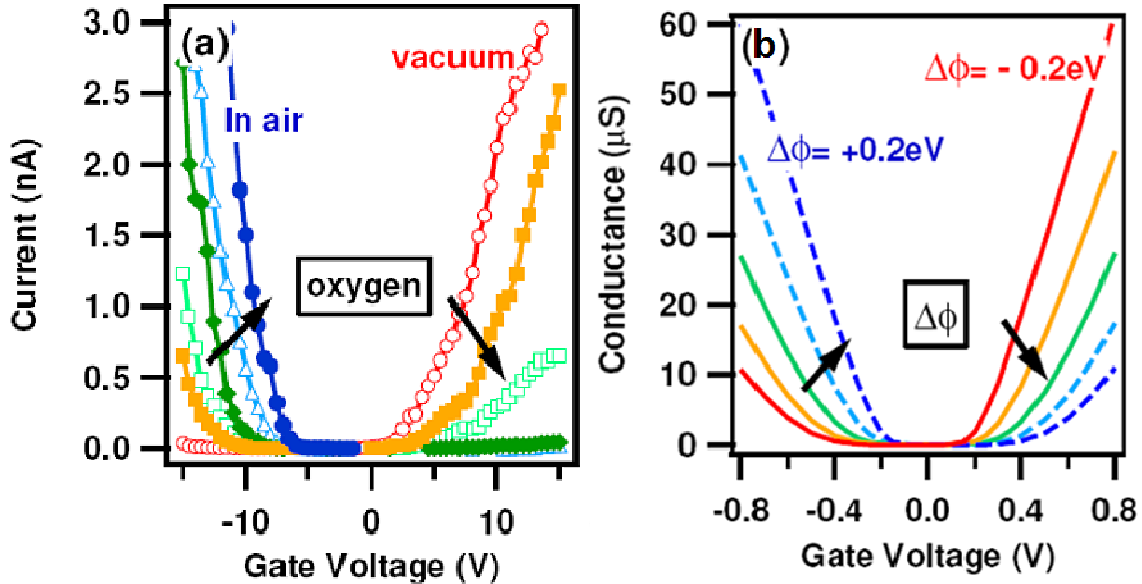 (a)
vacuum
In air
oxygen
3.0
2.5
2.0
1.5
1.0
0.5
0.0
Current (nA)
-10
0
10
Gate Voltage (V)
(b)
Δϕ= - 0.2eV
Δϕ= +0.2eV
Δϕ
60
50
40
20
10
0
Conductance (μS)
-0.8
-0.4
0.0
0.4
0.8
Gate Voltage (V)